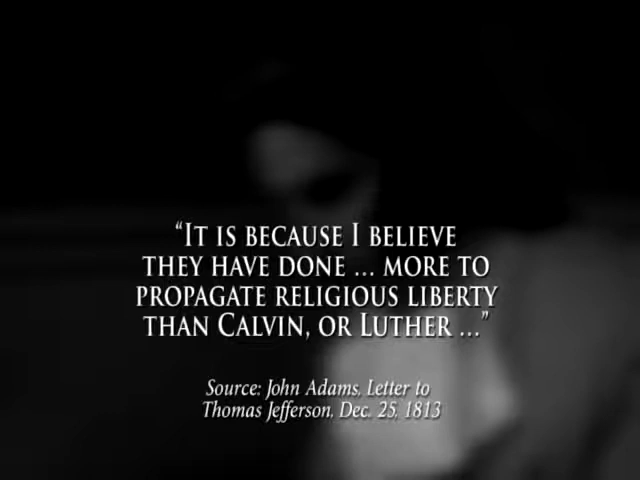 “It is because I believe
they have done ... more to
propagate religious liberty
than Calvin, or Luther ...”
Source: John Adams, Letter to
Thomas Jefferson, Dec. 25, 1813